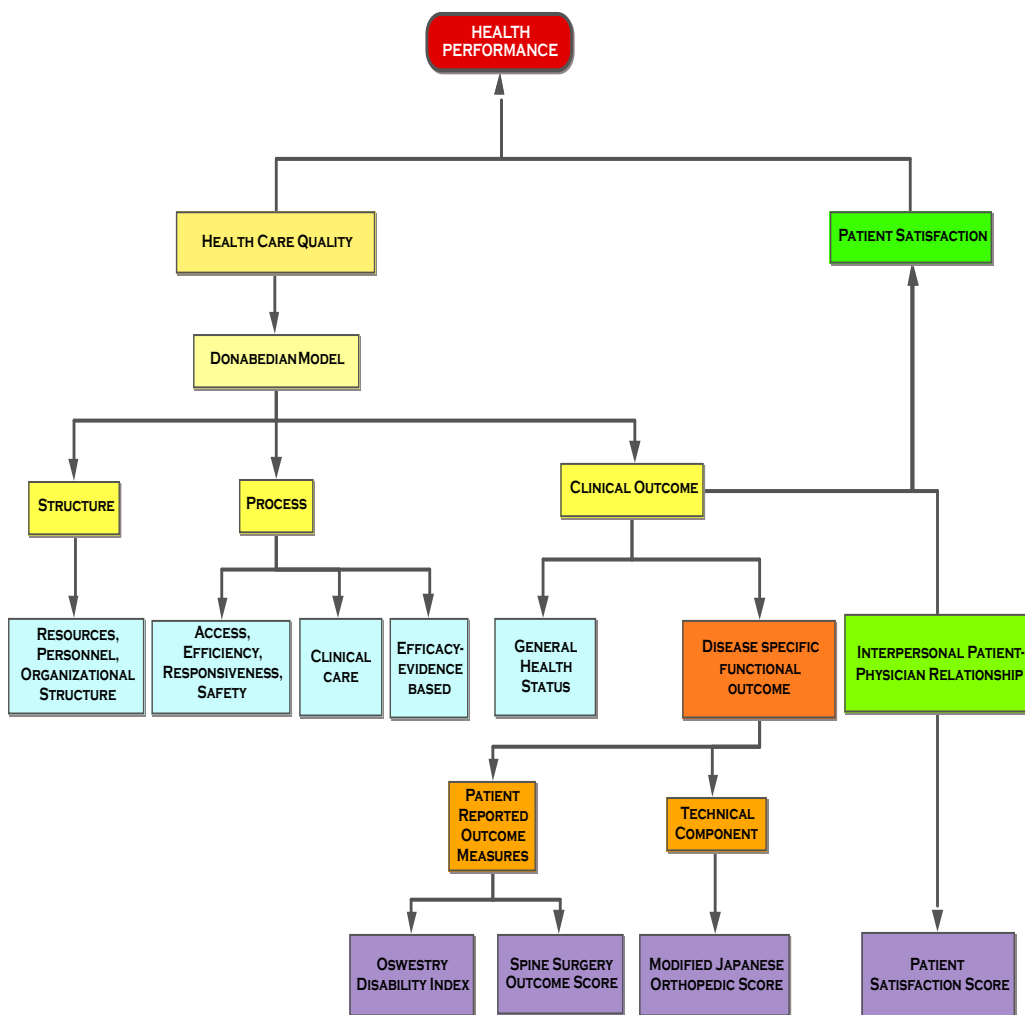 HEALTH
PERFORMANCE
HEALTH CARE QUALITY
PATIENT SATISFACTION
DONABEDIAN MODEL
STRUCTURE
PROCESS
CLINICAL OUTCOME
RESOURCES,
PERSONNEL,
ORGANIZATIONAL
STRUCTURE
ACCESS,
EFFICIENCY,
RESPONSIVENESS,
SAFETY
CLINICAL
CARE
EFFICACY-
EVIDENCE
BASED
GENERAL
HEALTH
STATUS
DISEASE SPECIFIC
FUNCTIONAL
OUTCOME
INTERPERSONAL PATIENT-
PHYSICIAN RELATIONSHIP
PATIENT
REPORTED
OUTCOME
MEASURES
TECHNICAL
COMPONENT
OSWESTRY
DISABILITY INDEX
SPINE SURGERY
OUTCOME SCORE
MODIFIED JAPANESE
ORTHOPEDIC SCORE
PATIENT
SATISFACTION SCORE